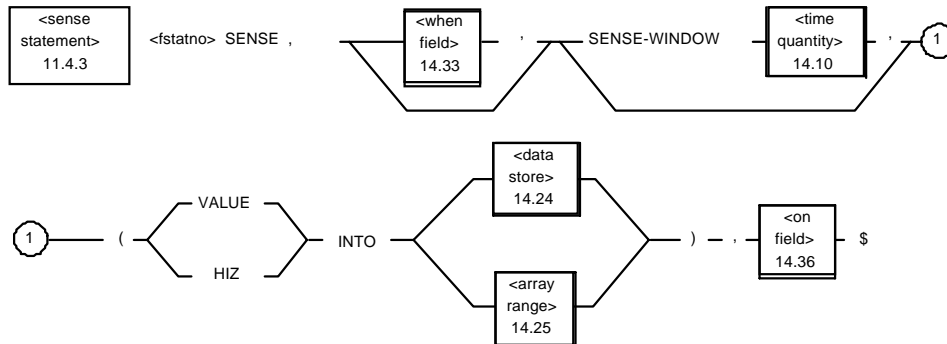 <sense
statement>
11.4.3
<fstatno> SENSE ,
<when
field>
14.33
,
SENSE-WINDOW
<time
quantity>
14.10
,
1
1
(
VALUE
HIZ
INTO
<data
store>
14.24
<array
range>
14.25
)
,
<on
field>
14.36
$